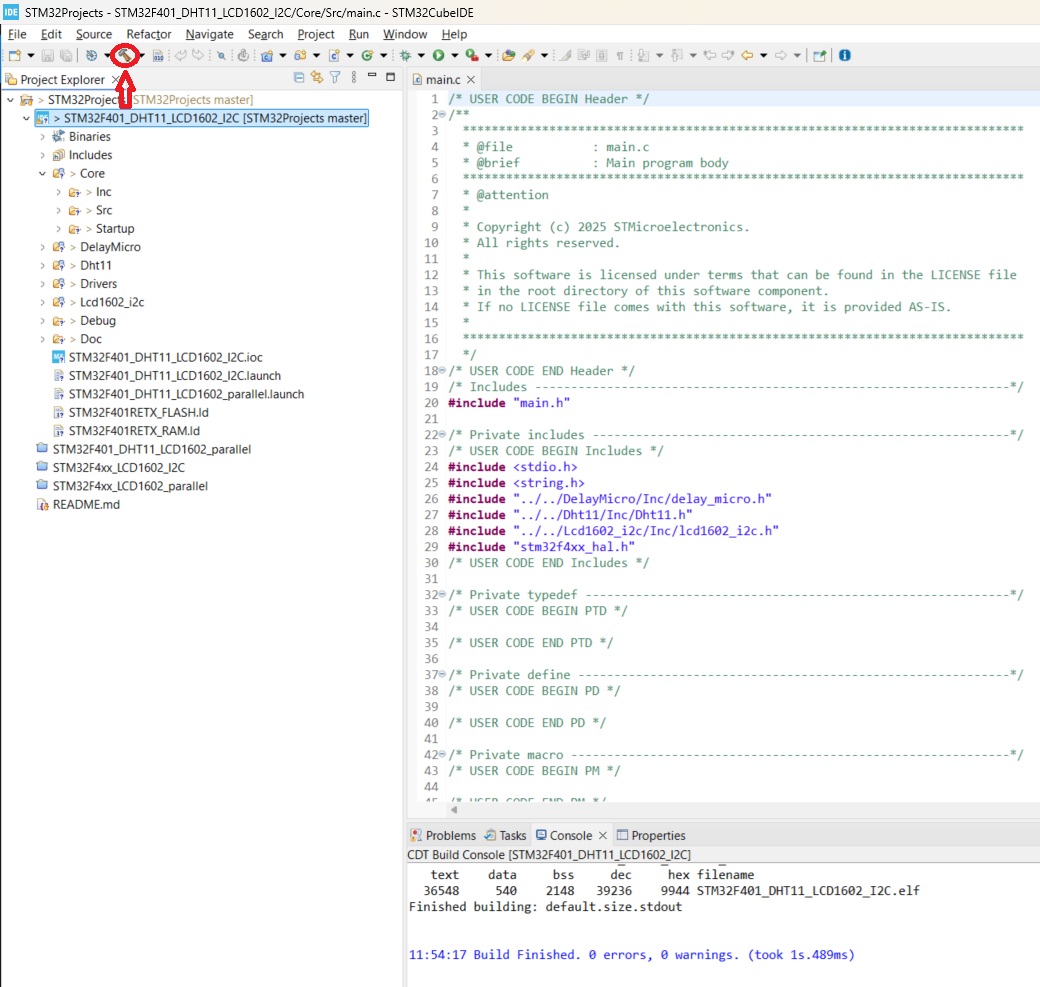 IDE STM32Projects - STM32F401_DHT11_LCD1602_I2C/Core/Src/main.c - STM32CubeIDE
File Edit Source Refactor Navigate Search Project Run Window Help
Project Explorer
> STM32Projects [STM32Projects master]
> STM32F401_DHT11_LCD1602_I2C [STM32Projects master]
Binaries
Includes
> Core
> Inc
> Src
> Startup
> DelayMicro
> Dht11
> Drivers
> Lcd1602_i2c
> Debug
> Doc
STM32F401_DHT11_LCD1602_I2C.ioc
STM32F401_DHT11_LCD1602_I2C.launch
STM32F401_DHT11_LCD1602_parallel.launch
STM32F401RETX_FLASH.ld
STM32F401RETX_RAM.ld
STM32F401_DHT11_LCD1602_parallel
STM32F4xx_LCD1602_I2C
STM32F4xx_LCD1602_parallel
README.md
main.c
1 /* USER CODE BEGIN Header */
2 /**
3 ******************************************************************************
4 * @file : main.c
5 * @brief : Main program body
6 ******************************************************************************
7 * @attention
8 *
9 * Copyright (c) 2025 STMicroelectronics.
10 * All rights reserved.
11 *
12 * This software is licensed under terms that can be found in the LICENSE file
13 * in the root directory of this software component.
14 * If no LICENSE file comes with this software, it is provided AS-IS.
15 *
16 ******************************************************************************
17 */
18 /* USER CODE END Header */
19 /* Includes ------------------------------------------------------------------*/
20 #include "main.h"
21
22 /* Private includes ----------------------------------------------------------*/
23 /* USER CODE BEGIN Includes */
24 #include <stdio.h>
25 #include <string.h>
26 #include "../../DelayMicro/Inc/delay_micro.h"
27 #include "../../Dht11/Inc/Dht11.h"
28 #include "../../Lcd1602_i2c/Inc/lcd1602_i2c.h"
29 #include "stm32f4xx_hal.h"
30 /* USER CODE END Includes */
31
32 /* Private typedef -----------------------------------------------------------*/
33 /* USER CODE BEGIN PTD */
34
35 /* USER CODE END PTD */
36
37 /* Private define ------------------------------------------------------------*/
38 /* USER CODE BEGIN PD */
39
40 /* USER CODE END PD */
41
42 /* Private macro -------------------------------------------------------------*/
43 /* USER CODE BEGIN PM */
44
45 /* USER CODE END PM */
Problems Tasks Console Properties
CDT Build Console [STM32F401_DHT11_LCD1602_I2C]
text data bss dec hex filename
36548 540 2148 39236 9944 STM32F401_DHT11_LCD1602_I2C.elf
Finished building: default.size.stdout
11:54:17 Build Finished. 0 errors, 0 warnings. (took 1s.489ms)